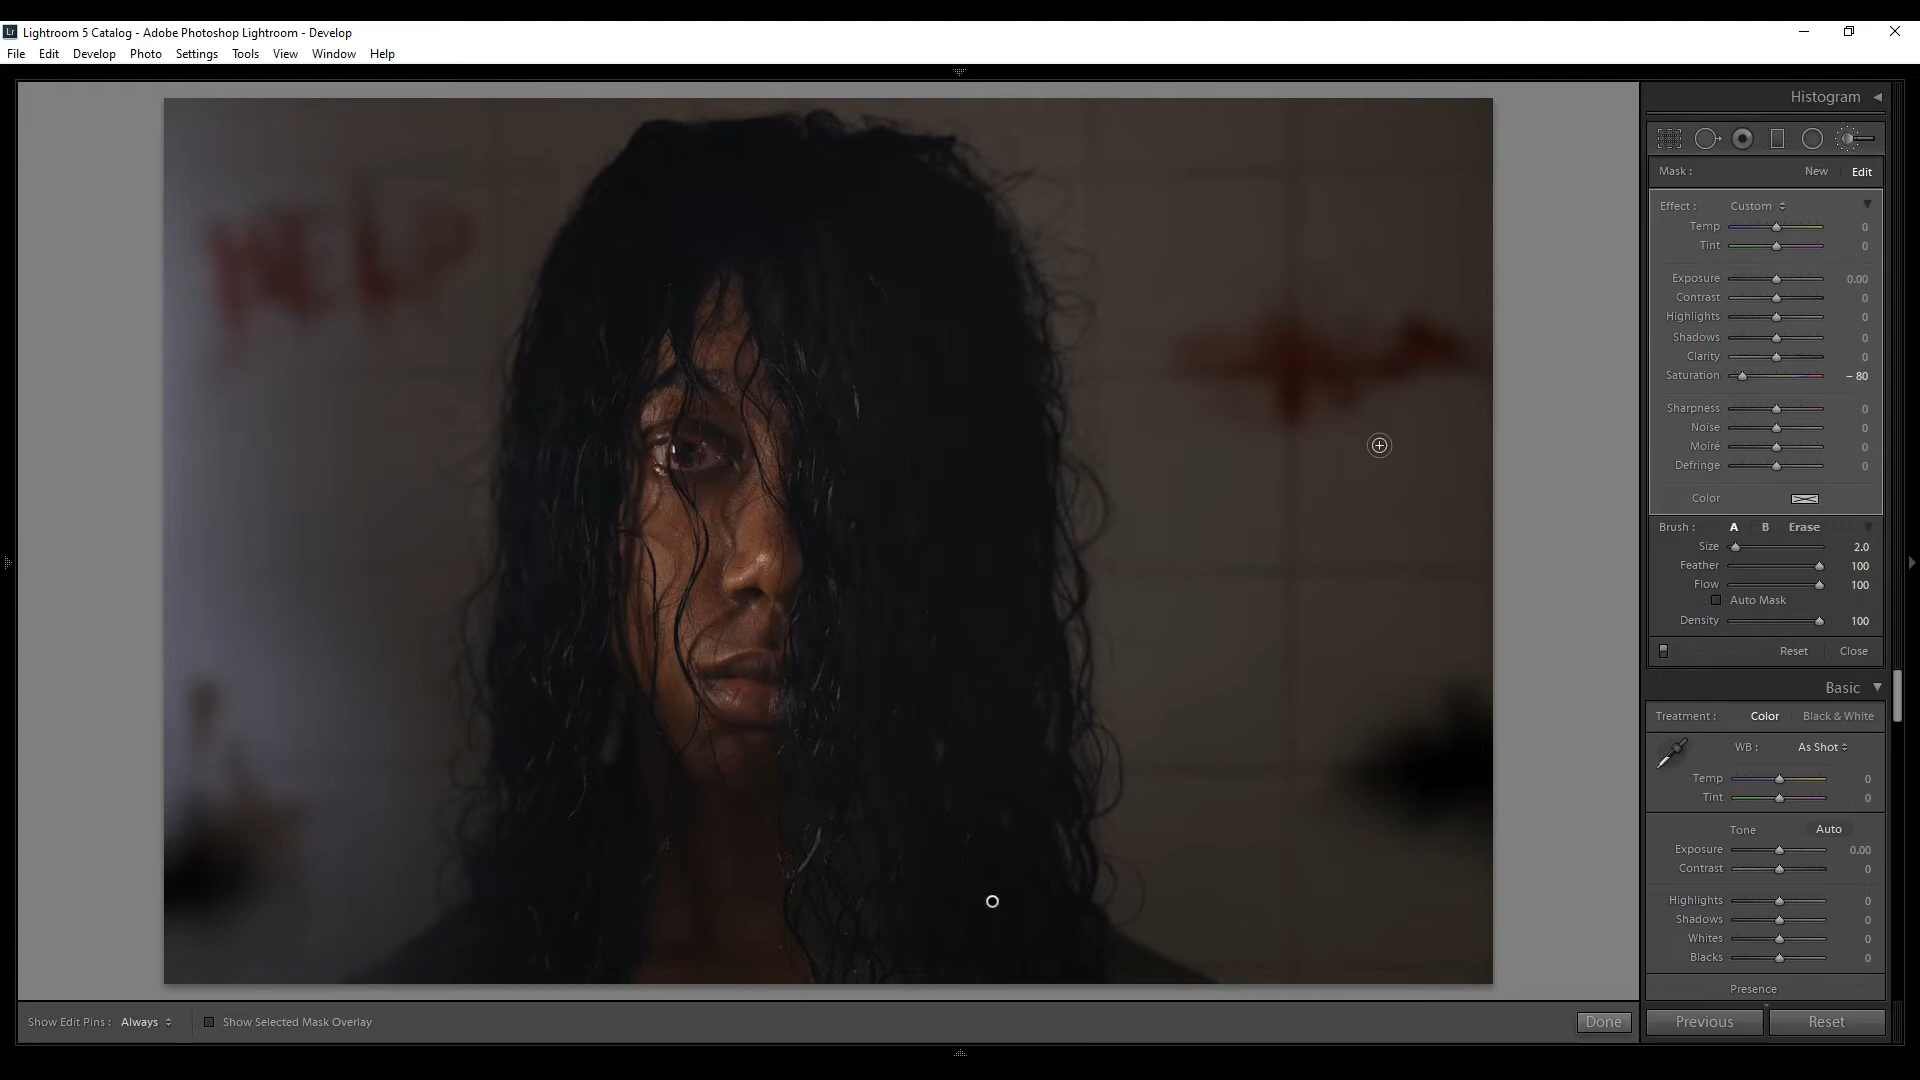 Lr Lightroom 5 Catalog - Adobe Photoshop Lightroom - Develop
File Edit Develop Photo Settings Tools View Window Help
Histogram
Mask : New Edit
Effect : Custom
Temp 0
Tint 0
Exposure 0.00
Contrast 0
Highlights 0
Shadows 0
Clarity 0
Saturation – 80
Sharpness 0
Noise 0
Moiré 0
Defringe 0
Color
Brush : A B Erase
Size 2.0
Feather 100
Flow 100
Auto Mask
Density 100
Reset Close
Basic
Treatment : Color Black & White
WB : As Shot
Temp 0
Tint 0
Tone Auto
Exposure 0.00
Contrast 0
Highlights 0
Shadows 0
Whites 0
Blacks 0
Presence
HELP
Show Edit Pins : Always Show Selected Mask Overlay Done Previous Reset